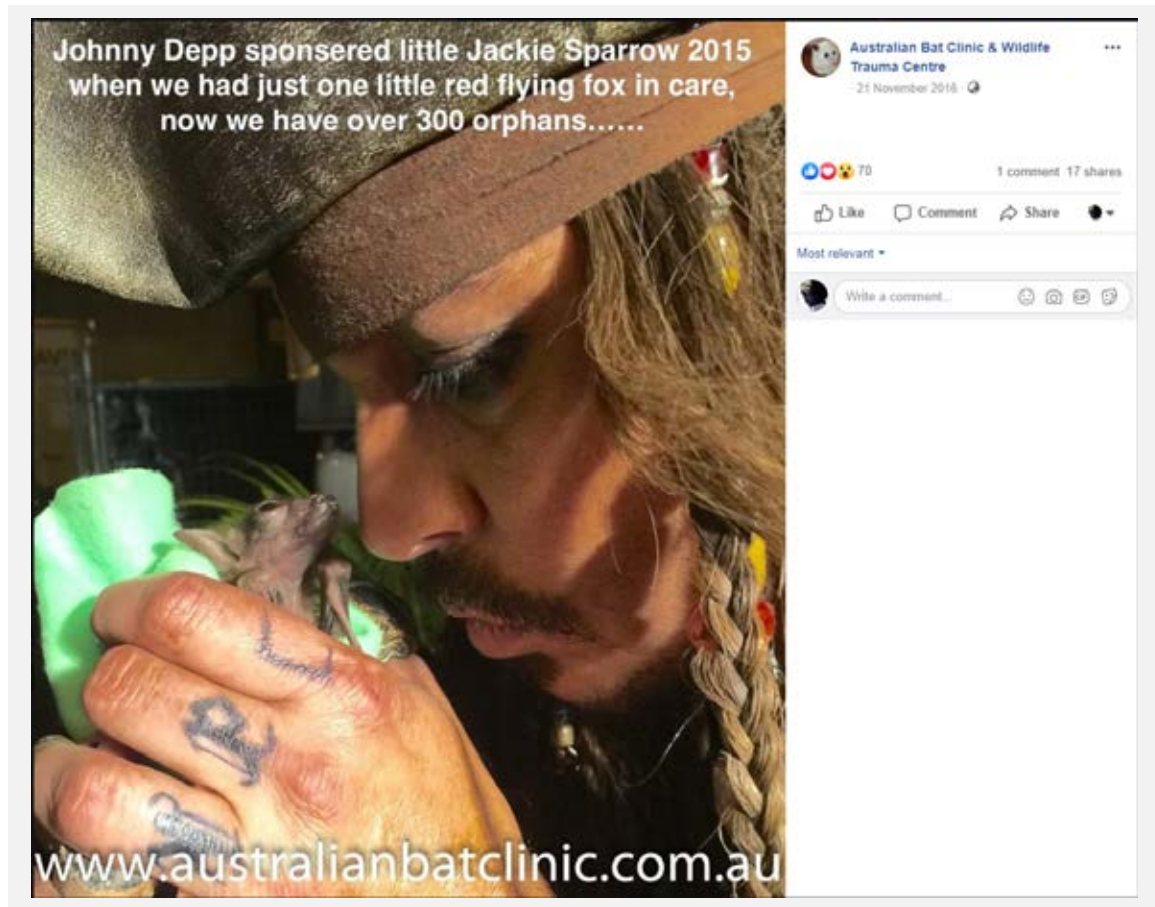 Johnny Depp sponsered little Jackie Sparrow 2015
when we had just one little red flying fox in care,
now we have over 300 orphans......
www.australianbatclinic.com.au
Australian Bat Clinic & Wildlife
Trauma Centre
21 November 2016
70
1 comment 17 shares
Like Comment Share
Most relevant
Write a comment...